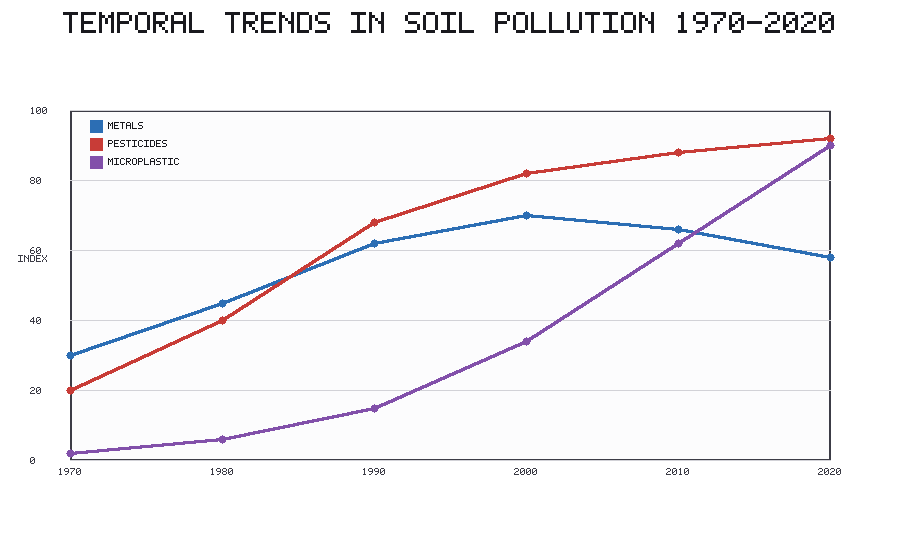 TEMPORAL TRENDS IN SOIL POLLUTION 1970-2020
100
METALS
PESTICIDES
MICROPLASTIC
80
60
INDEX
40
20
0
1970 1980 1990 2000 2010 2020